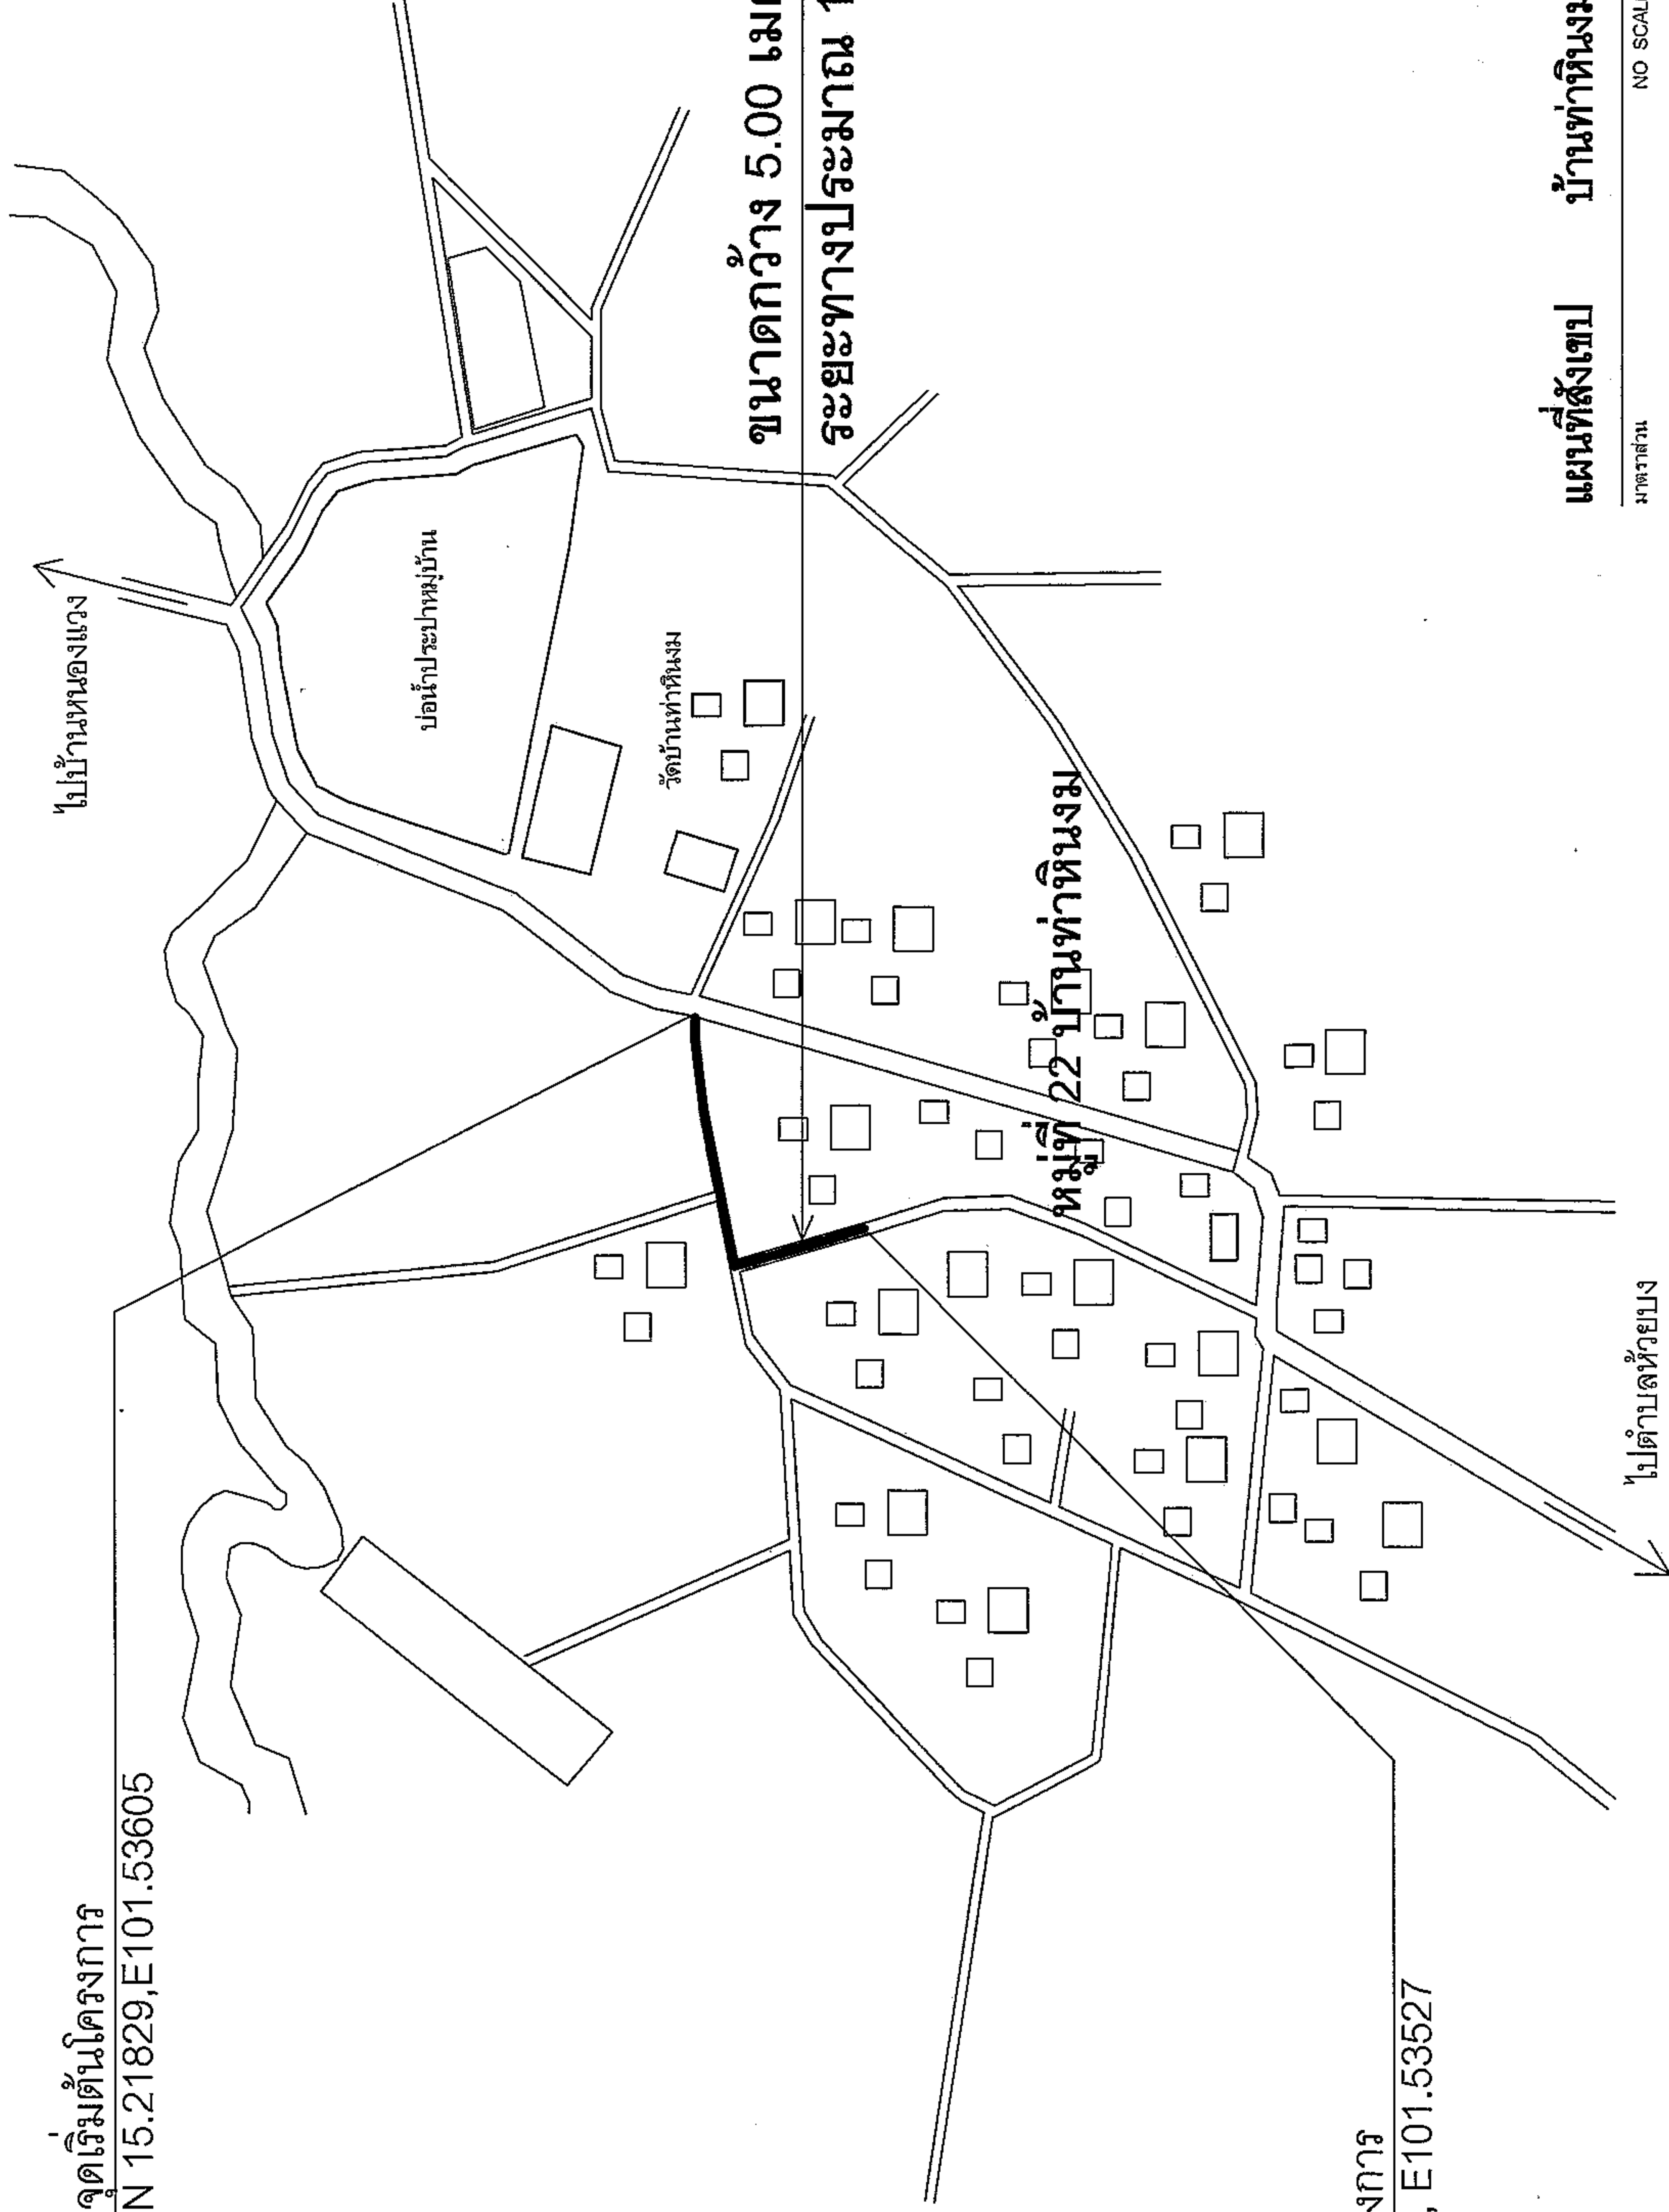 จุดเริ่มต้นโครงการ
N 15.21829,E101.53605
ไปบ้านหนองแวง
บ่อน้ำประปาหมู่บ้าน
วัดบ้านท่าหินงม
ขนาดกว้าง 5.00
ระยะทางประมาณ
หมู่ที่ 22 บ้านท่าหินงม
งการ
, E101.53527
ไปตำบลห้วยบง
แผนที่สังเขป บ้านท่าหินงม
มาตราส่วน NO SCAL